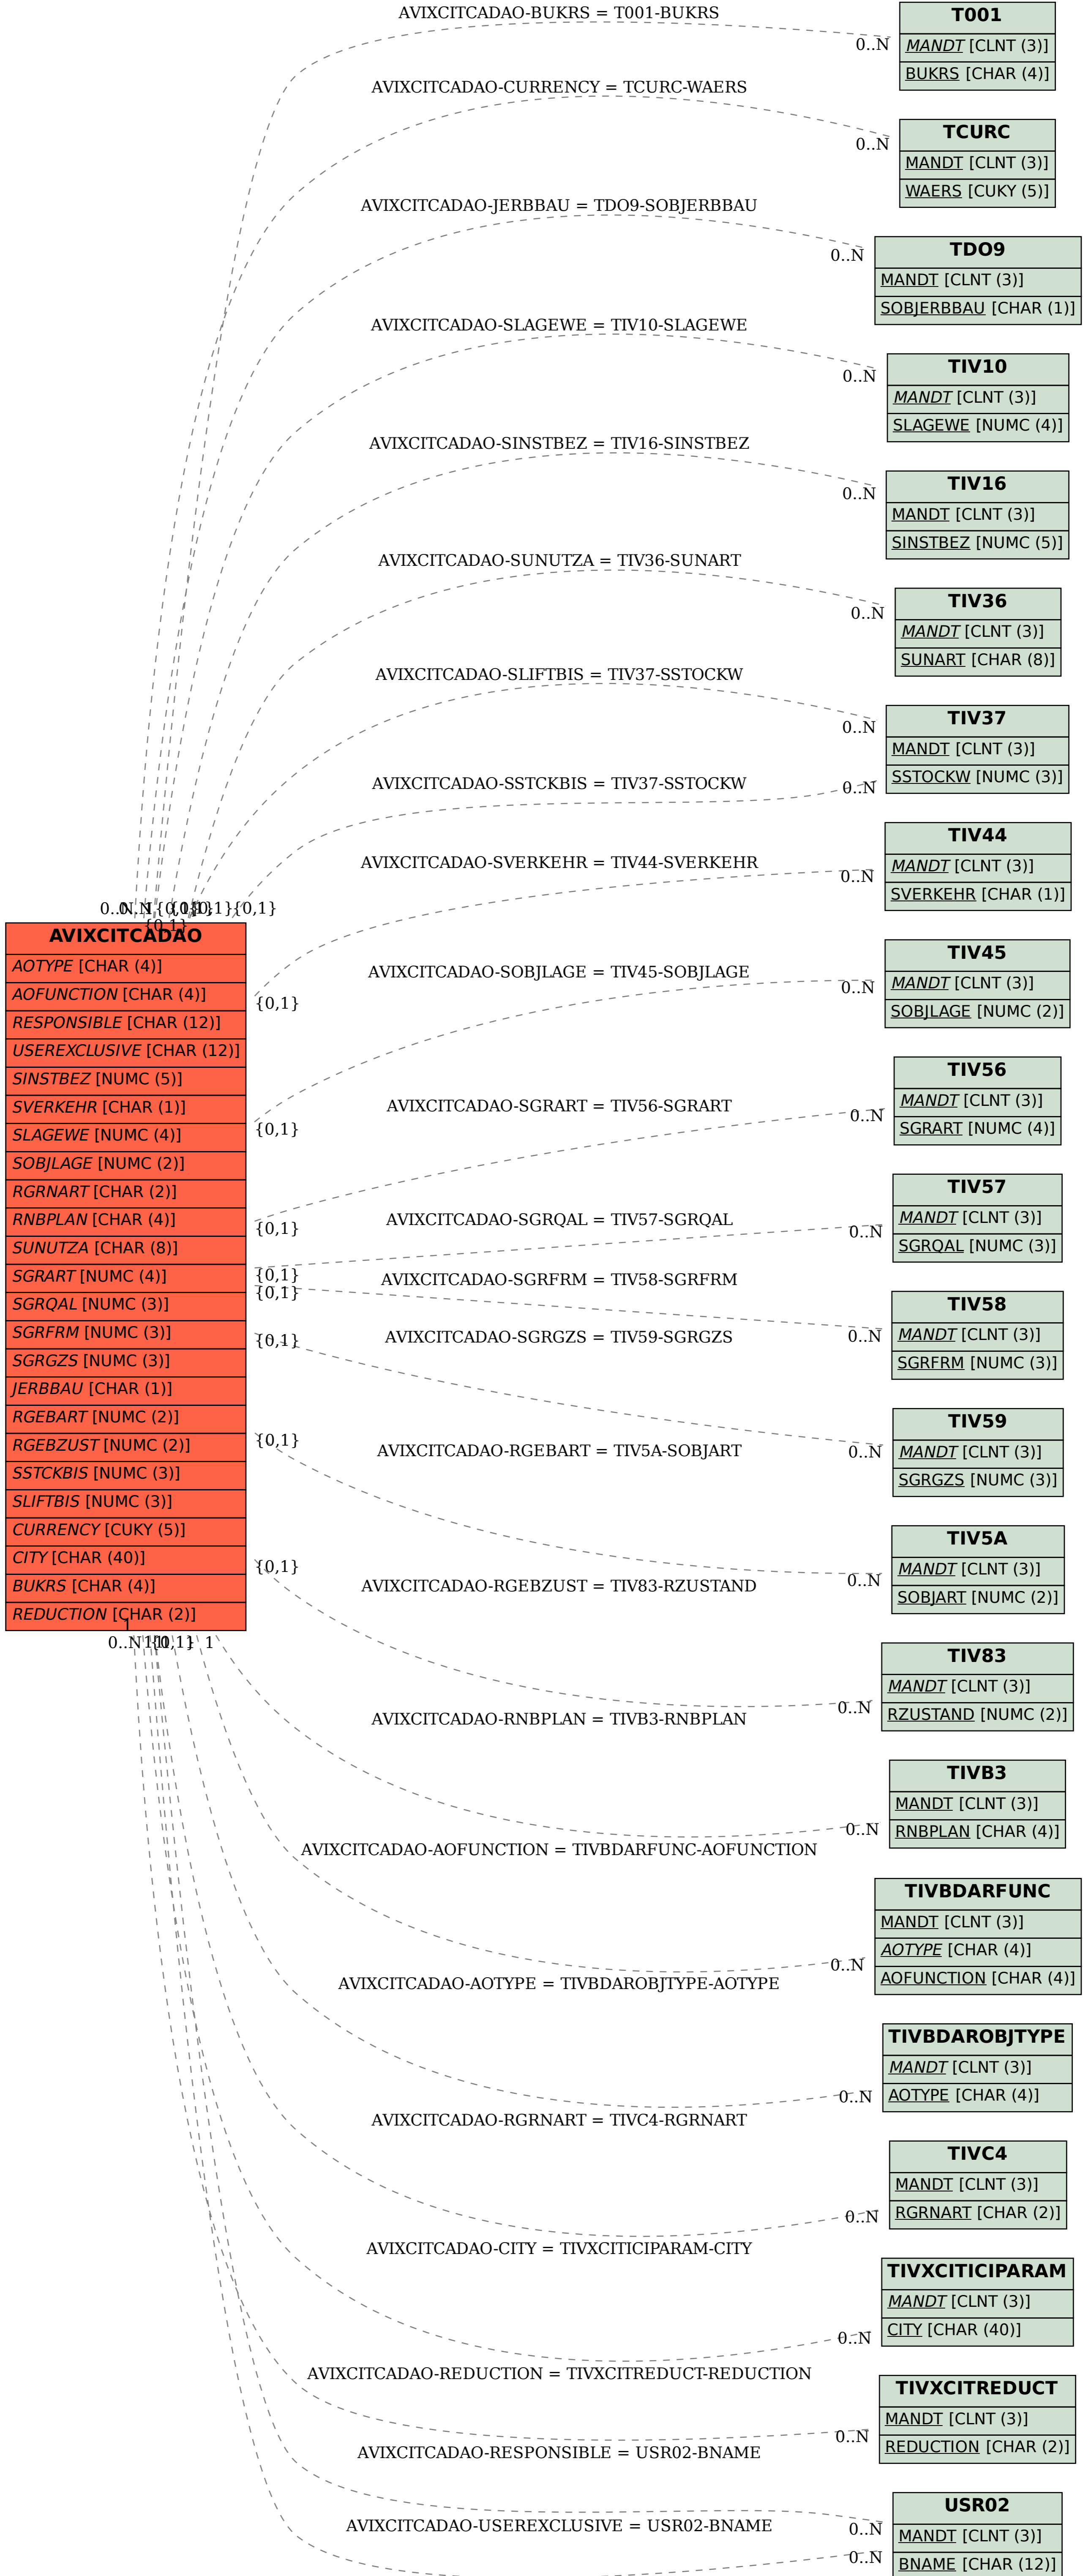 AVIXCITCADAO-BUKRS = T001-BUKRS
0..N
T001
MANDT [CLNT (3)]
BUKRS [CHAR (4)]
AVIXCITCADAO-CURRENCY = TCURC-WAERS
0..N
TCURC
MANDT [CLNT (3)]
WAERS [CUKY (5)]
AVIXCITCADAO-JERBBAU = TDO9-SOBJERBBAU
0..N
TDO9
MANDT [CLNT (3)]
SOBJERBBAU [CHAR (1)]
AVIXCITCADAO-SLAGEWE = TIV10-SLAGEWE
0..N
TIV10
MANDT [CLNT (3)]
SLAGEWE [NUMC (4)]
AVIXCITCADAO-SINSTBEZ = TIV16-SINSTBEZ
0..N
TIV16
MANDT [CLNT (3)]
SINSTBEZ [NUMC (5)]
AVIXCITCADAO-SUNUTZA = TIV36-SUNART
0..N
TIV36
MANDT [CLNT (3)]
SUNART [CHAR (8)]
AVIXCITCADAO-SLIFTBIS = TIV37-SSTOCKW
0..N
TIV37
MANDT [CLNT (3)]
SSTOCKW [NUMC (3)]
AVIXCITCADAO-SSTCKBIS = TIV37-SSTOCKW
0..N
AVIXCITCADAO-SVERKEHR = TIV44-SVERKEHR
0..N
TIV44
MANDT [CLNT (3)]
SVERKEHR [CHAR (1)]
{0,1}
AVIXCITCADAO
AOTYPE [CHAR (4)]
AOFUNCTION [CHAR (4)]
RESPONSIBLE [CHAR (12)]
USEREXCLUSIVE [CHAR (12)]
SINSTBEZ [NUMC (5)]
SVERKEHR [CHAR (1)]
SLAGEWE [NUMC (4)]
SOBJLAGE [NUMC (2)]
RGRNART [CHAR (2)]
RNBPLAN [CHAR (4)]
SUNUTZA [CHAR (8)]
SGRART [NUMC (4)]
SGRQAL [NUMC (3)]
SGRFRM [NUMC (3)]
SGRGZS [NUMC (3)]
JERBBAU [CHAR (1)]
RGEBART [NUMC (2)]
RGEBZUST [NUMC (2)]
SSTCKBIS [NUMC (3)]
SLIFTBIS [NUMC (3)]
CURRENCY [CUKY (5)]
CITY [CHAR (40)]
BUKRS [CHAR (4)]
REDUCTION [CHAR (2)]
{0,1}
{0,1}
{0,1}
{0,1}
{0,1}
{0,1}
{0,1}
{0,1}
AVIXCITCADAO-SOBJLAGE = TIV45-SOBJLAGE
0..N
TIV45
MANDT [CLNT (3)]
SOBJLAGE [NUMC (2)]
AVIXCITCADAO-SGRART = TIV56-SGRART
0..N
TIV56
MANDT [CLNT (3)]
SGRART [NUMC (4)]
AVIXCITCADAO-SGRQAL = TIV57-SGRQAL
0..N
TIV57
MANDT [CLNT (3)]
SGRQAL [NUMC (3)]
AVIXCITCADAO-SGRFRM = TIV58-SGRFRM
0..N
TIV58
MANDT [CLNT (3)]
SGRFRM [NUMC (3)]
AVIXCITCADAO-SGRGZS = TIV59-SGRGZS
0..N
TIV59
MANDT [CLNT (3)]
SGRGZS [NUMC (3)]
AVIXCITCADAO-RGEBART = TIV5A-SOBJART
0..N
TIV5A
MANDT [CLNT (3)]
SOBJART [NUMC (2)]
AVIXCITCADAO-RGEBZUST = TIV83-RZUSTAND
0..N
TIV83
MANDT [CLNT (3)]
RZUSTAND [NUMC (2)]
1
0..N
{0,1}
1
AVIXCITCADAO-RNBPLAN = TIVB3-RNBPLAN
0..N
TIVB3
MANDT [CLNT (3)]
RNBPLAN [CHAR (4)]
AVIXCITCADAO-AOFUNCTION = TIVBDARFUNC-AOFUNCTION
0..N
TIVBDARFUNC
MANDT [CLNT (3)]
AOTYPE [CHAR (4)]
AOFUNCTION [CHAR (4)]
AVIXCITCADAO-AOTYPE = TIVBDAROBJTYPE-AOTYPE
0..N
TIVBDAROBJTYPE
MANDT [CLNT (3)]
AOTYPE [CHAR (4)]
AVIXCITCADAO-RGRNART = TIVC4-RGRNART
0..N
TIVC4
MANDT [CLNT (3)]
RGRNART [CHAR (2)]
AVIXCITCADAO-CITY = TIVXCITICIPARAM-CITY
0..N
TIVXCITICIPARAM
MANDT [CLNT (3)]
CITY [CHAR (40)]
AVIXCITCADAO-REDUCTION = TIVXCITREDUCT-REDUCTION
0..N
TIVXCITREDUCT
MANDT [CLNT (3)]
REDUCTION [CHAR (2)]
AVIXCITCADAO-RESPONSIBLE = USR02-BNAME
0..N
USR02
MANDT [CLNT (3)]
BNAME [CHAR (12)]
AVIXCITCADAO-USEREXCLUSIVE = USR02-BNAME
0..N